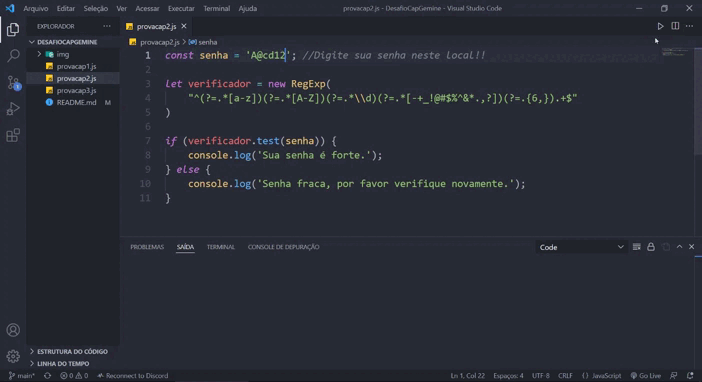 Arquivo Editar Seleção Ver Acessar Executar Terminal Ajuda
provacap2.js - DesafioCapGemine - Visual Studio Code
EXPLORADOR
provacap2.js
DESAFIOCAPGEMINE
provacap2.js > senha
img
provacap1.js
provacap2.js
provacap3.js
README.md M
1 const senha = 'A@cd12'; //Digite sua senha neste local!!
2
3 let verificador = new RegExp(
4 "^(?=.*[a-z])(?=.*[A-Z])(?=.*\\d)(?=.*[-+_!@#$%^&*.,?])(?=.{6,}).+$"
5 )
6
7 if (verificador.test(senha)) {
8 console.log('Sua senha é forte.');
9 } else {
10 console.log('Senha fraca, por favor verifique novamente.');
11 }
PROBLEMAS SAÍDA TERMINAL CONSOLE DE DEPURAÇÃO
Code
ESTRUTURA DO CÓDIGO
LINHA DO TEMPO
main* 0 0 Reconnect to Discord
Ln 1, Col 22 Espaços: 4 UTF-8 CRLF {} JavaScript Go Live